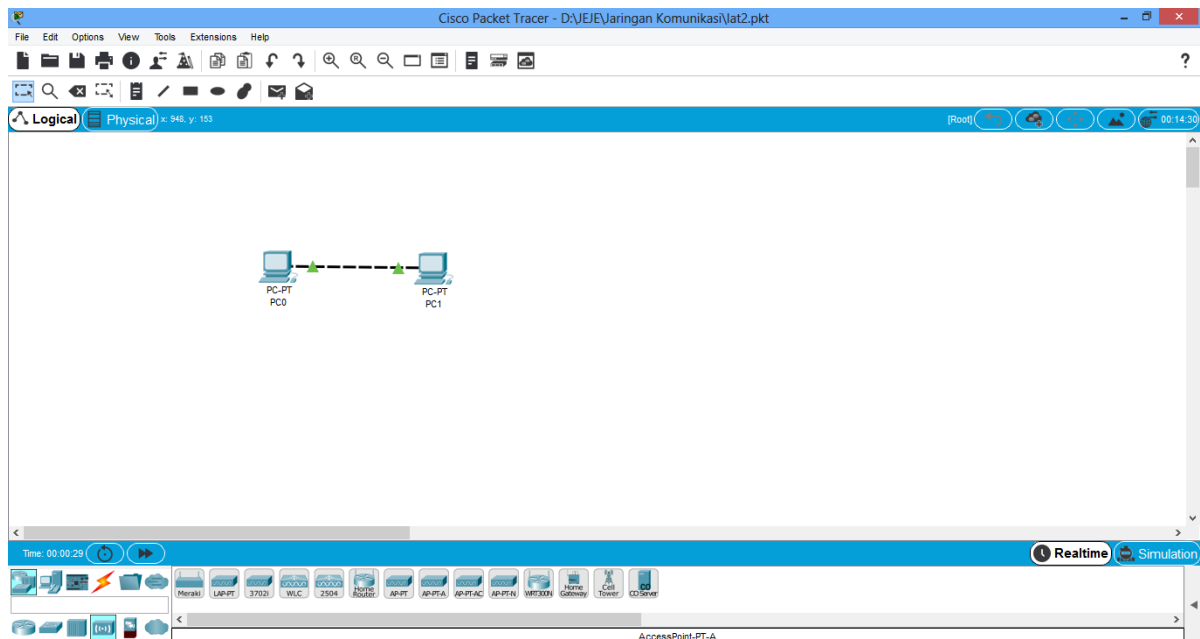 Cisco Packet Tracer - D:\JEJE\Jaringan Komunikasi\lat2.pkt
File Edit Options View Tools Extensions Help
?
Logical Physical x: 948, y: 153 [Root] 00:14:30
PC-PT
PC0
PC-PT
PC1
Time: 00:00:29 Realtime Simulation
Meraki LAP-PT 3702i WLC 2504 Home Router AP-PT AP-PT-A AP-PT-AC AP-PT-N WRT300N Home Gateway Cell Tower CO Server
AccessPoint-PT-A